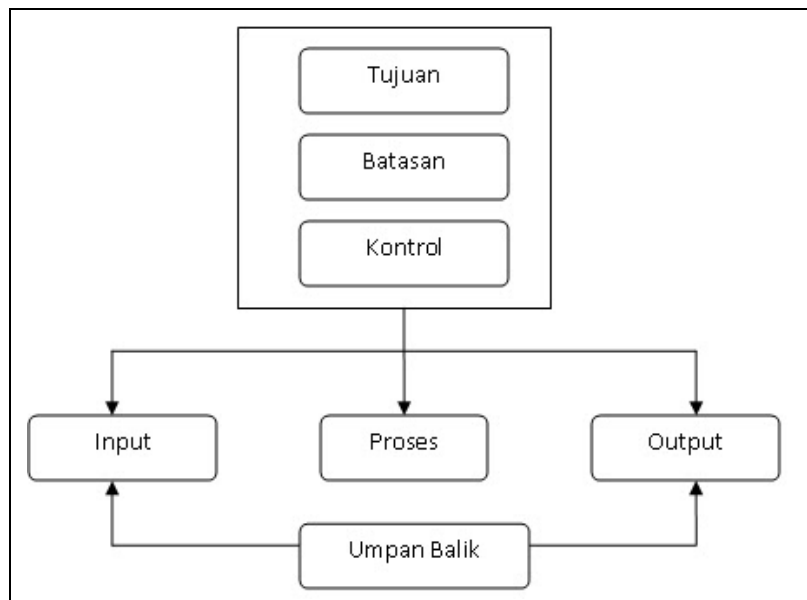 Tujuan
Batasan
Kontrol
Input
Proses
Output
Umpan Balik